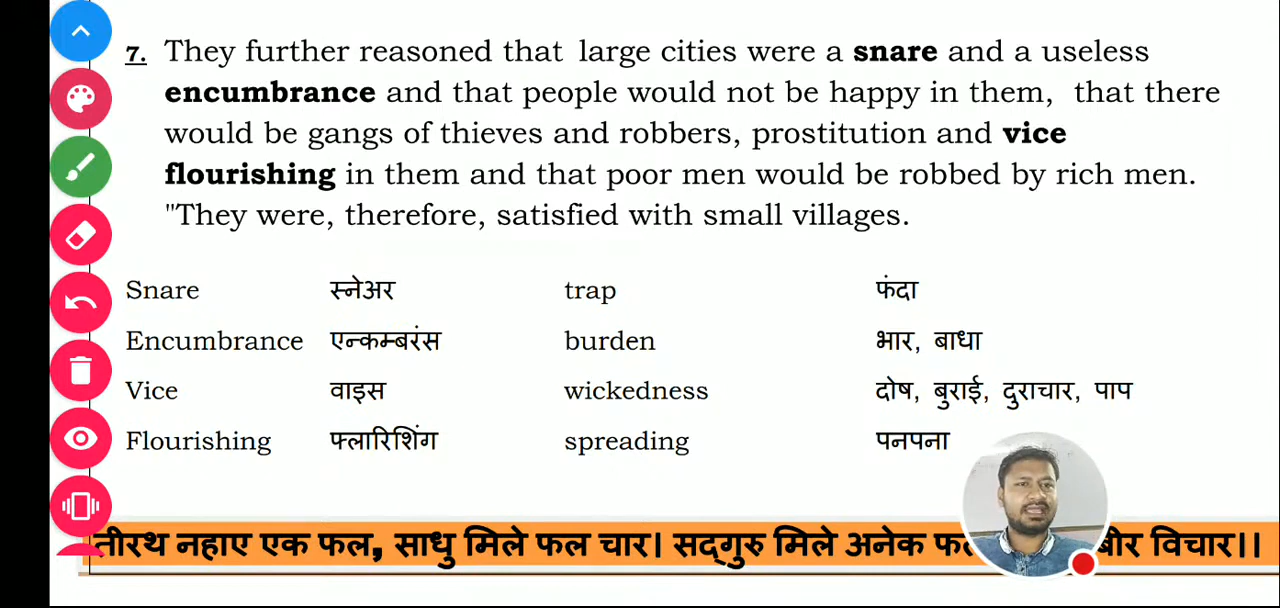 7. They further reasoned that large cities were a snare and a useless
encumbrance and that people would not be happy in them, that there
would be gangs of thieves and robbers, prostitution and vice
flourishing in them and that poor men would be robbed by rich men.
"They were, therefore, satisfied with small villages.
Snare स्नेअर trap फंदा
Encumbrance एन्कम्बरंस burden भार, बाधा
Vice वाइस wickedness दोष, बुराई, दुराचार, पाप
Flourishing फ्लारिशिंग spreading पनपना
तीरथ नहाए एक फल, साधु मिले फल चार। सद्गुरु मिले अनेक विचार।।